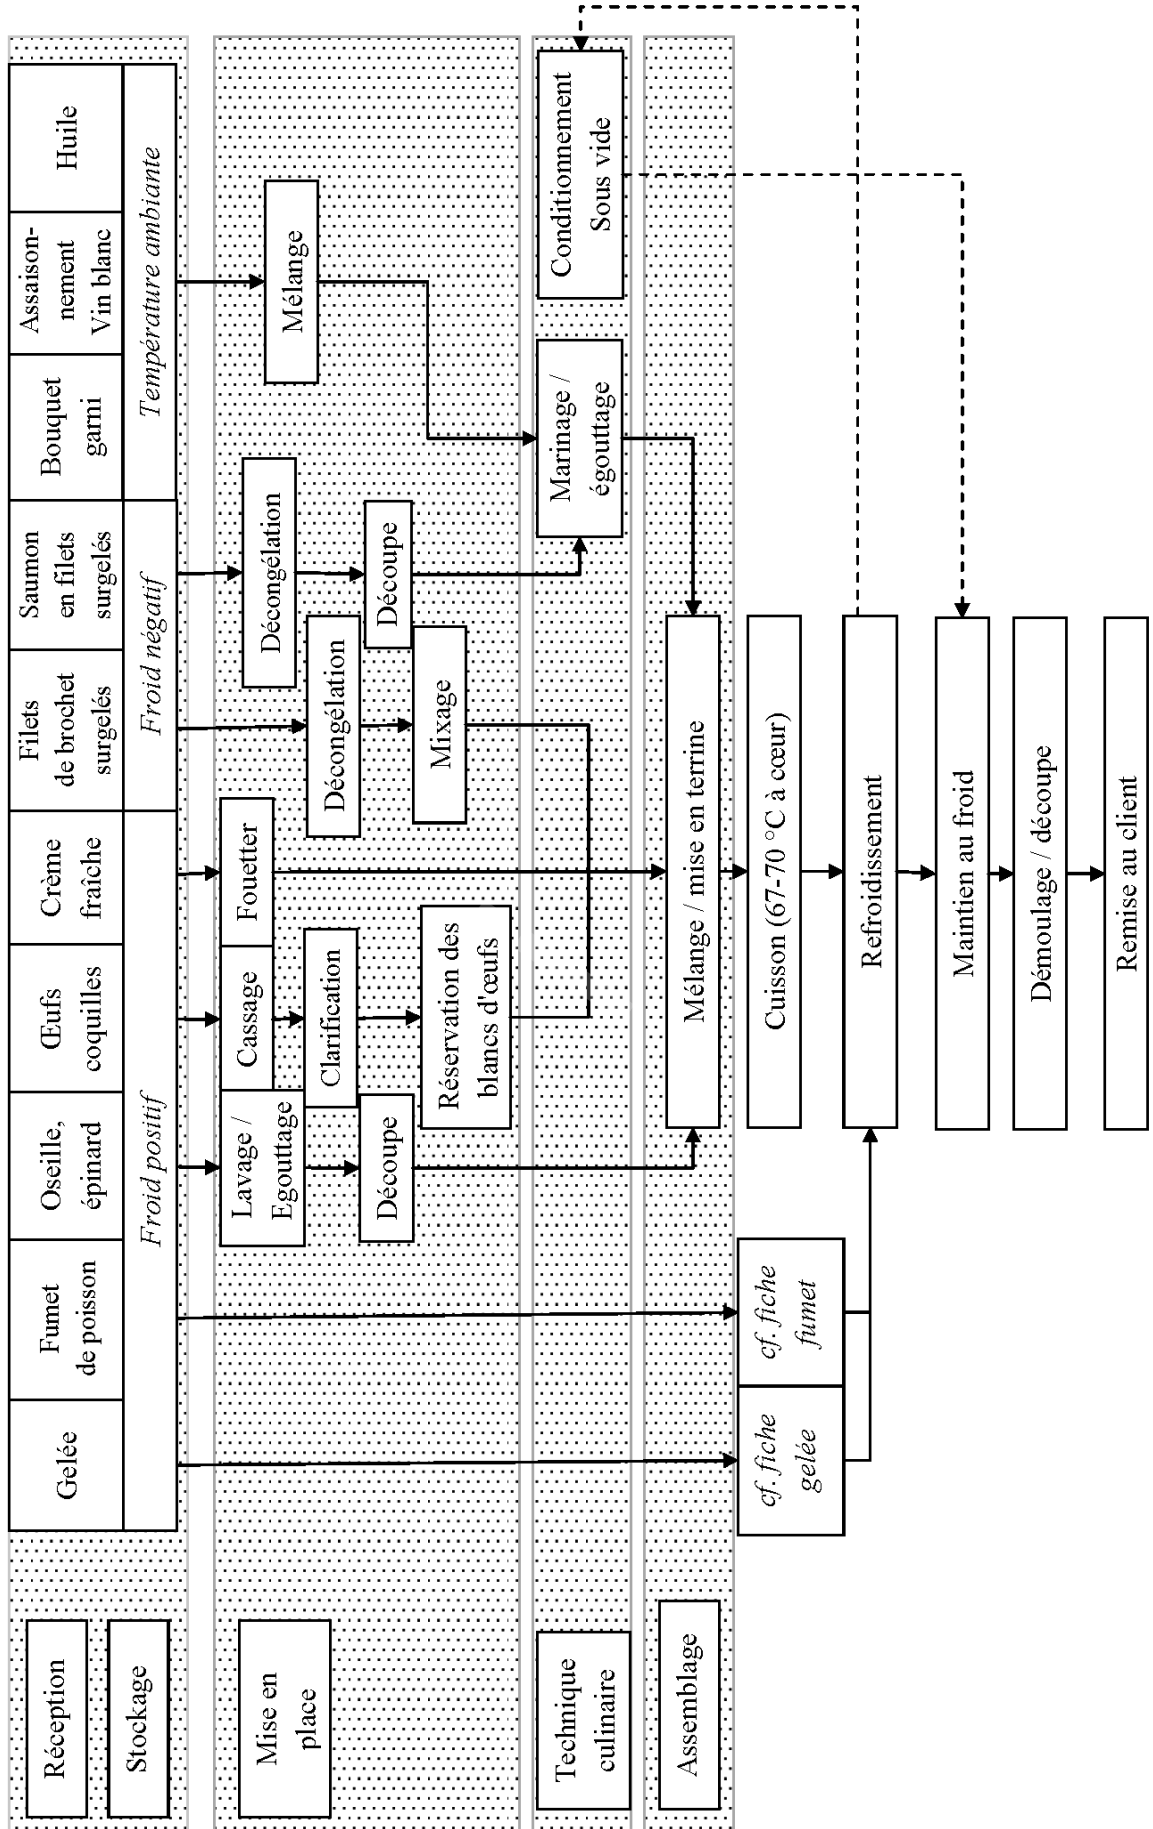 Réception
Gelée
Fumet
de poisson
Oseille,
épinard
Œufs
coquilles
Crème
fraîche
Filets
de brochet
surgelés
Saumon
en filets
surgelés
Bouquet
garni
Assaison-
nement
Vin blanc
Huile
Stockage
Froid positif
Froid négatif
Température ambiante
Mise en
place
Lavage /
Egouttage
Cassage
Fouetter
Décongélation
Mélange
Clarification
Décongélation
Découpe
Découpe
Réservation des
blancs d'œufs
Mixage
Technique
culinaire
Marinage /
égouttage
Conditionnement
Sous vide
Assemblage
Mélange / mise en terrine
cf. fiche
gelée
cf. fiche
fumet
Cuisson (67-70 °C à cœur)
Refroidissement
Maintien au froid
Démoulage / découpe
Remise au client